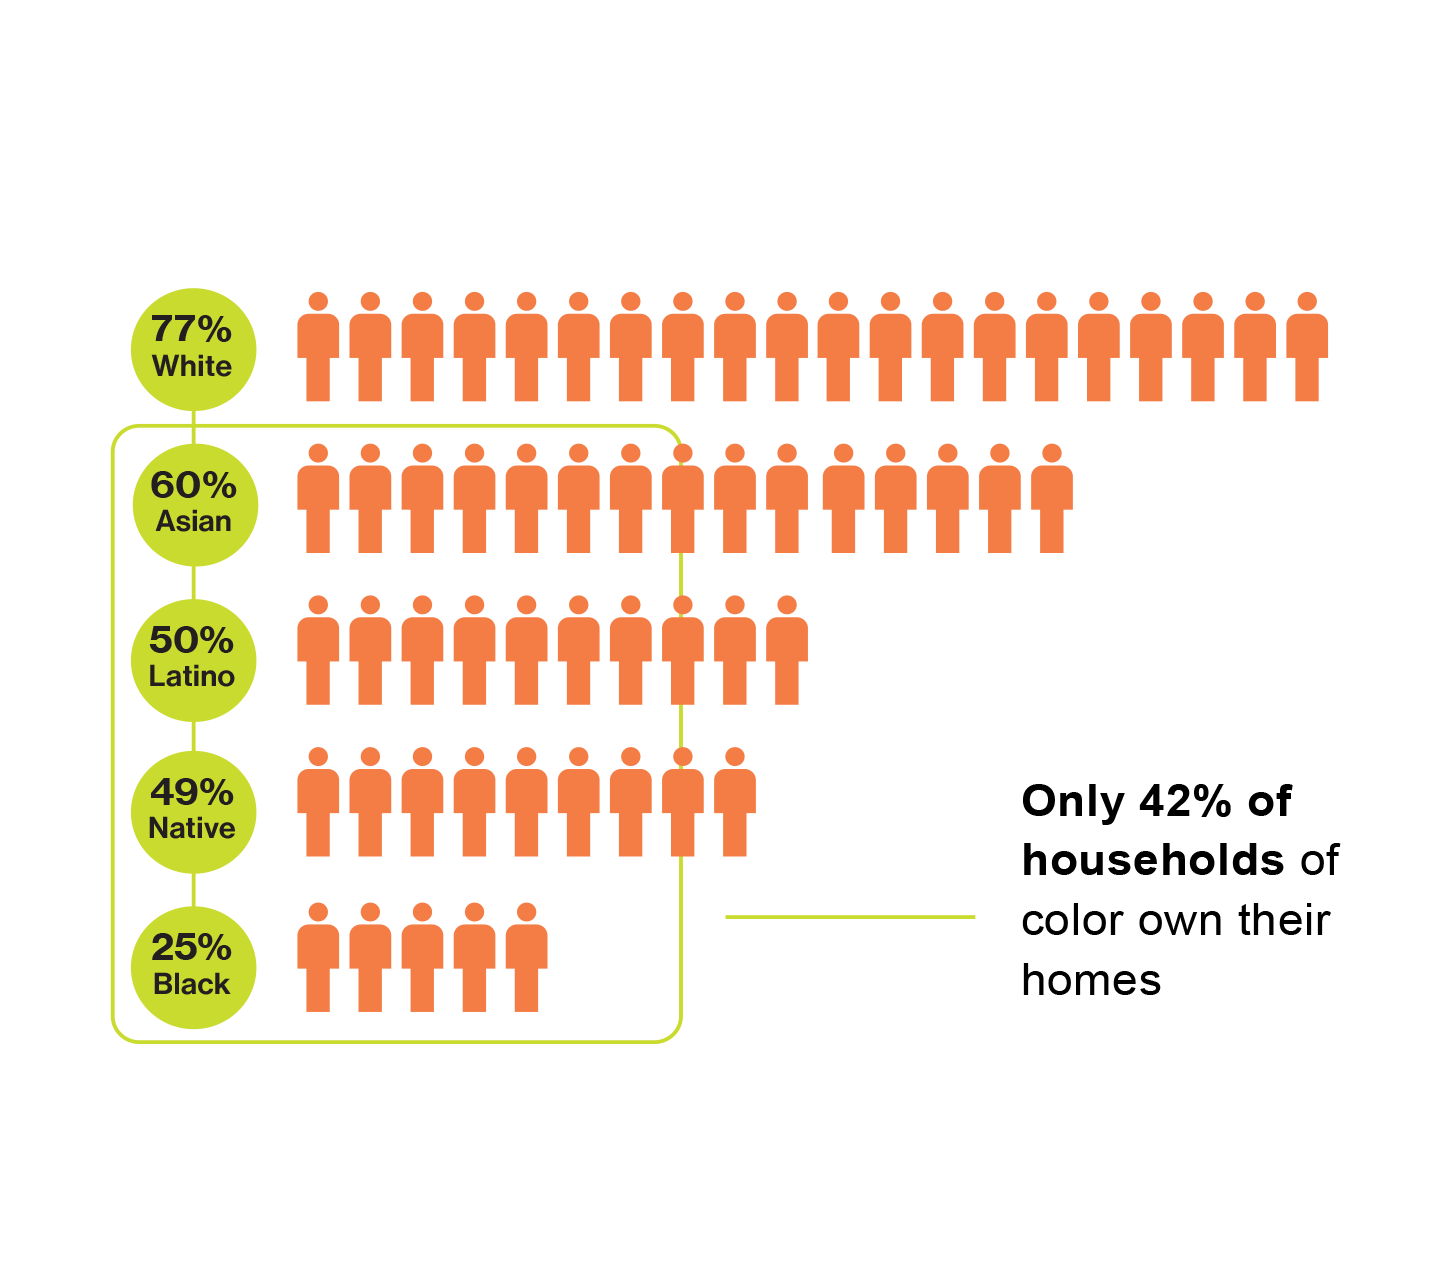 77%
White
60%
Asian
50%
Latino
49%
Native
25%
Black
Only 42% of
households of
color own their
homes